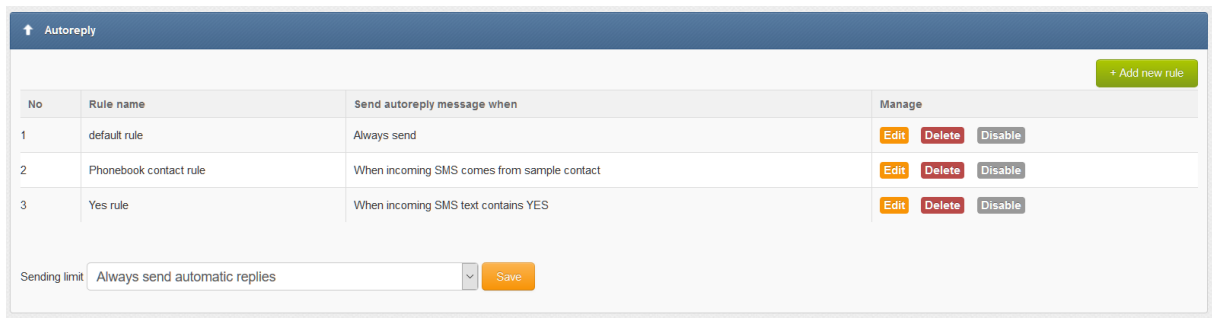 Autoreply
+ Add new rule
No Rule name Send autoreply message when Manage
1 default rule Always send Edit Delete Disable
2 Phonebook contact rule When incoming SMS comes from sample contact Edit Delete Disable
3 Yes rule When incoming SMS text contains YES Edit Delete Disable
Sending limit Always send automatic replies Save